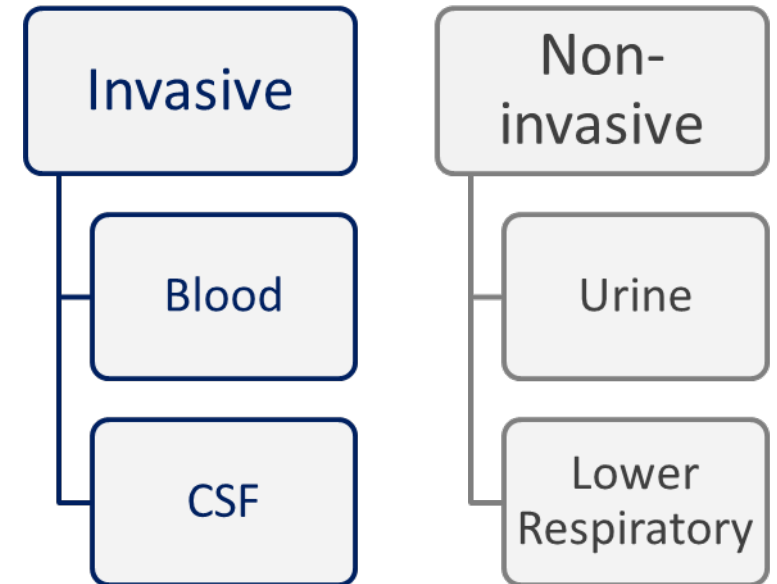 Invasive
Blood
CSF
Non-
invasive
Urine
Lower
Respiratory